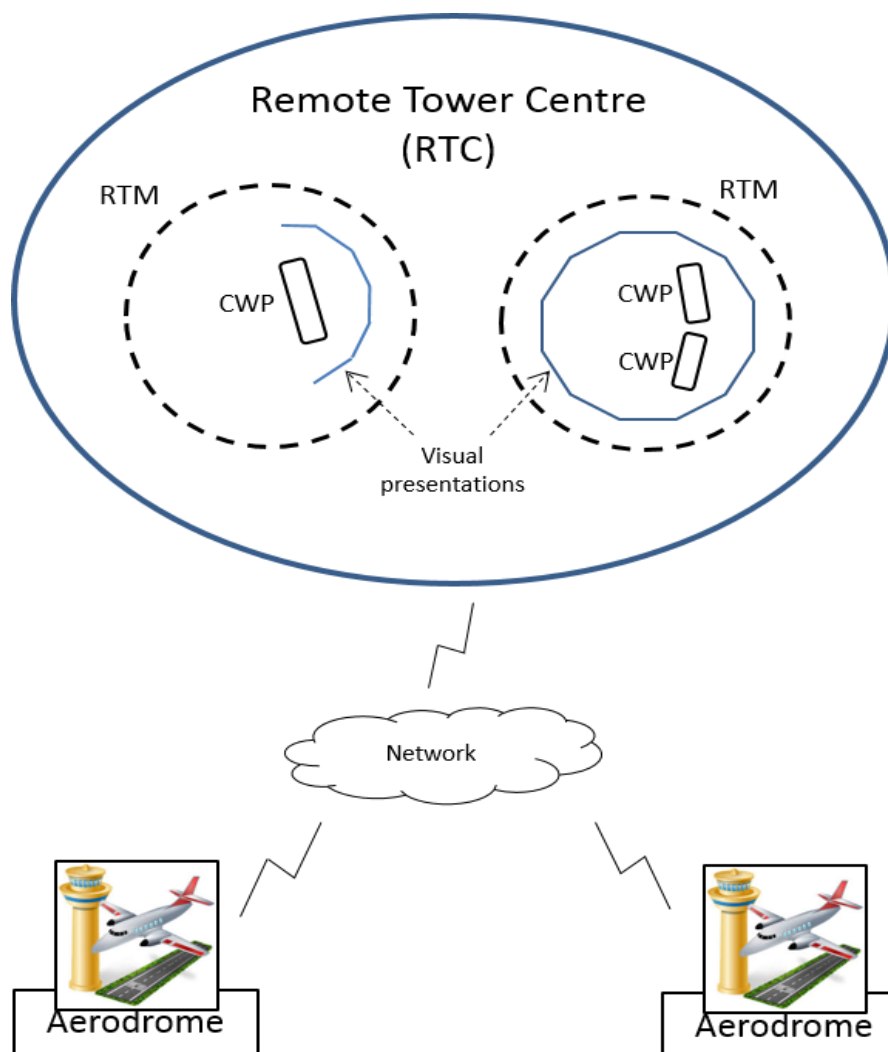 Remote Tower Centre
(RTC)
RTM
RTM
CWP
CWP
CWP
Visual
presentations
Network
Aerodrome
Aerodrome